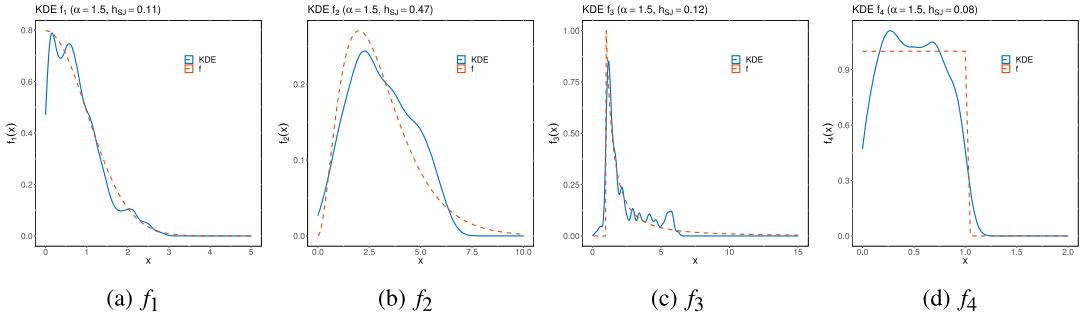 KDE f₁ (α = 1.5, h_SJ = 0.11)
KDE
f
f₁(x)
0.8
0.6
0.4
0.2
0.0
0 1 2 3 4 5
x
(a) f₁
KDE f₂ (α = 1.5, h_SJ = 0.47)
KDE
f
f₂(x)
0.2
0.1
0.0
0.0 2.5 5.0 7.5 10.0
x
(b) f₂
KDE f₃ (α = 1.5, h_SJ = 0.12)
KDE
f
f₃(x)
1.00
0.75
0.50
0.25
0.00
0 5 10 15
x
(c) f₃
KDE f₄ (α = 1.5, h_SJ = 0.08)
KDE
f
f₄(x)
0.9
0.6
0.3
0.0
0.0 0.5 1.0 1.5 2.0
x
(d) f₄